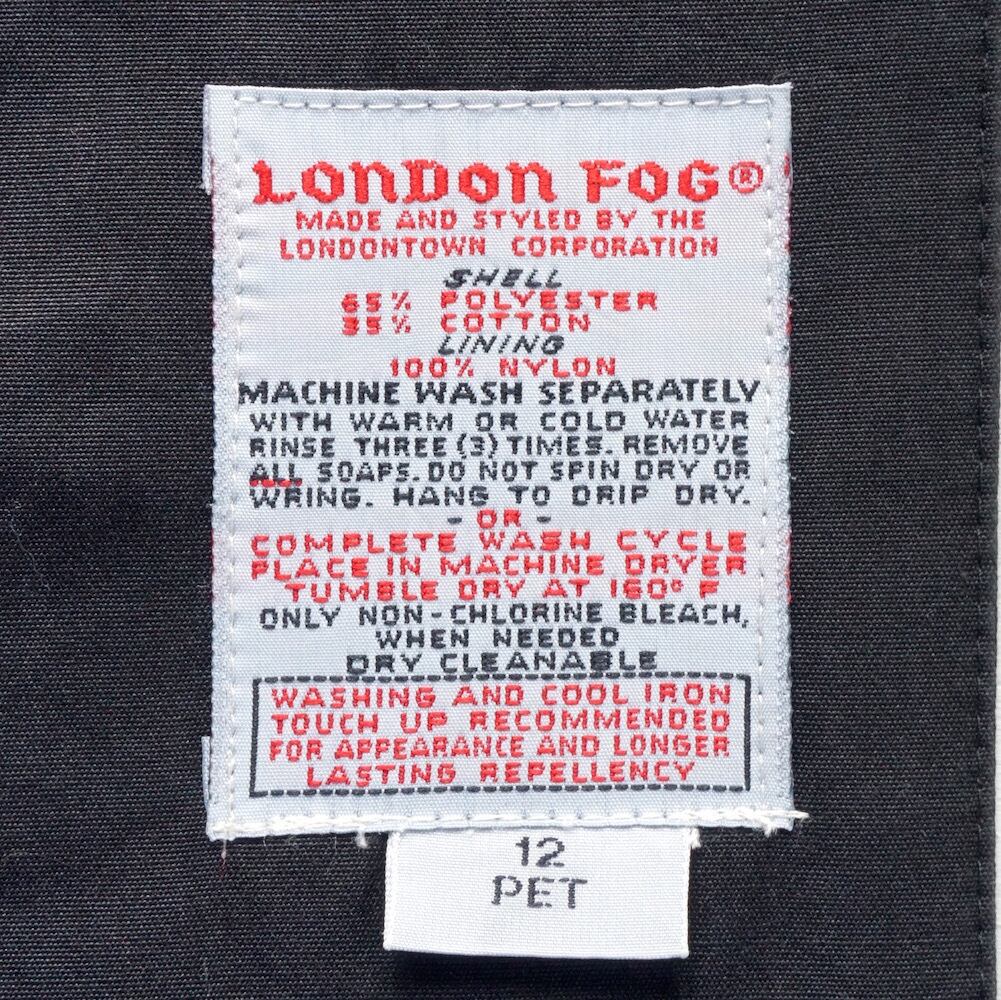 LONDON FOG®
MADE AND STYLED BY THE
LONDONTOWN CORPORATION
SHELL
65% POLYESTER
35% COTTON
LINING
100% NYLON
MACHINE WASH SEPARATELY
WITH WARM OR COLD WATER
RINSE THREE (3) TIMES. REMOVE
ALL SOAPS. DO NOT SPIN DRY OR
WRING. HANG TO DRIP DRY.
- OR -
COMPLETE WASH CYCLE
PLACE IN MACHINE DRYER
TUMBLE DRY AT 160° F
ONLY NON-CHLORINE BLEACH,
WHEN NEEDED
DRY CLEANABLE
WASHING AND COOL IRON
TOUCH UP RECOMMENDED
FOR APPEARANCE AND LONGER
LASTING REPELLENCY
12
PET